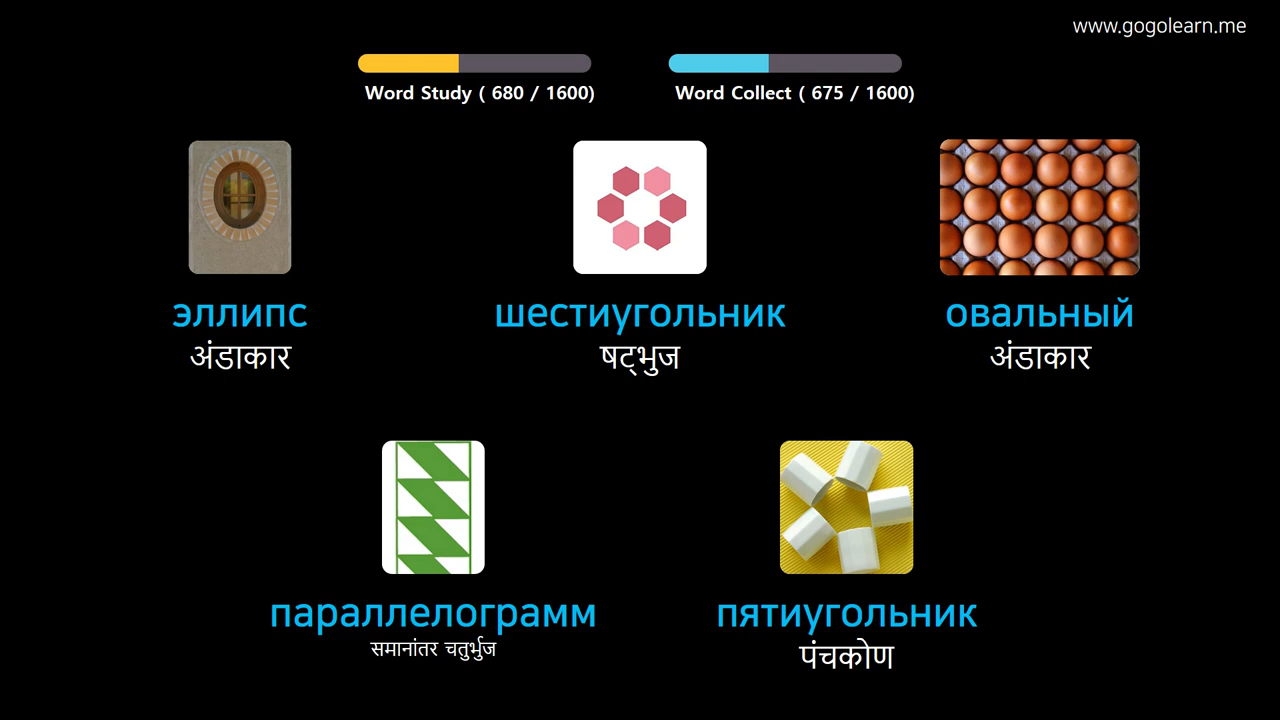 www.gogolearn.me
Word Study ( 680 / 1600)
Word Collect ( 675 / 1600)
эллипс
अंडाकार
шестиугольник
षट्भुज
овальный
अंडाकार
параллелограмм
समानांतर चतुर्भुज
пятиугольник
पंचकोण